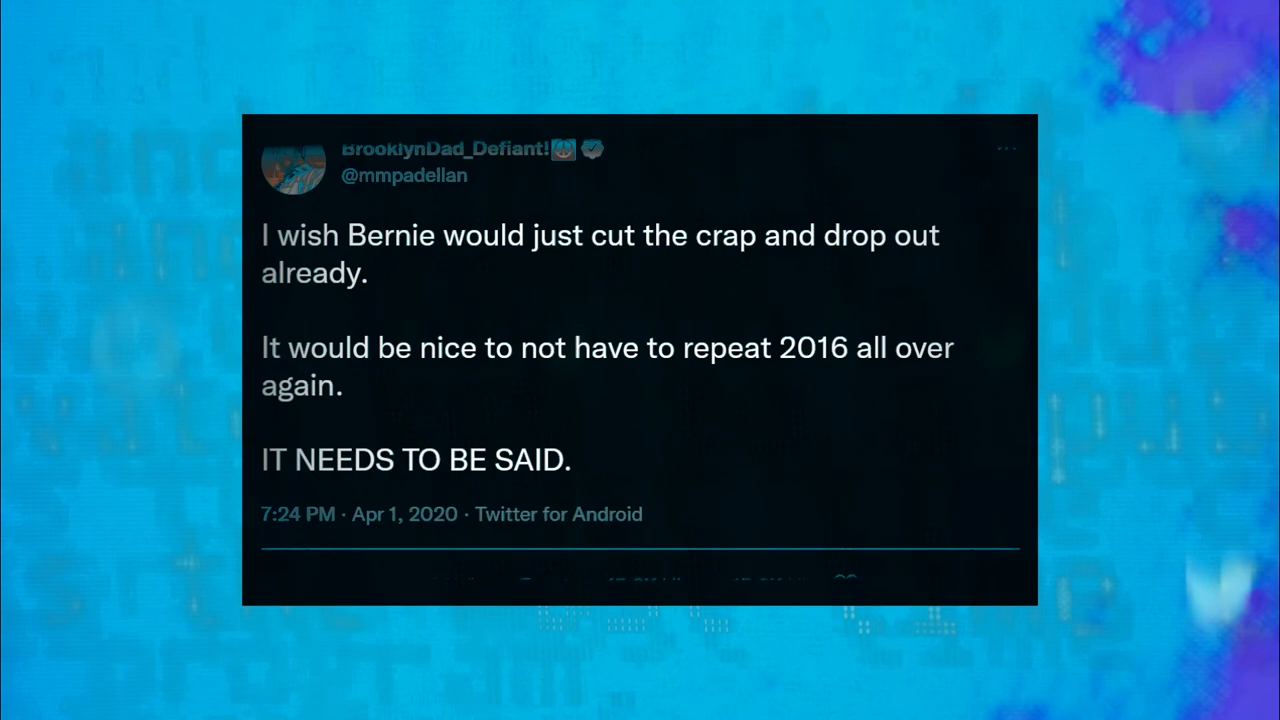 BrooklynDad_Defiant!
@mmpadellan
I wish Bernie would just cut the crap and drop out
already.
It would be nice to not have to repeat 2016 all over
again.
IT NEEDS TO BE SAID.
7:24 PM · Apr 1, 2020 · Twitter for Android